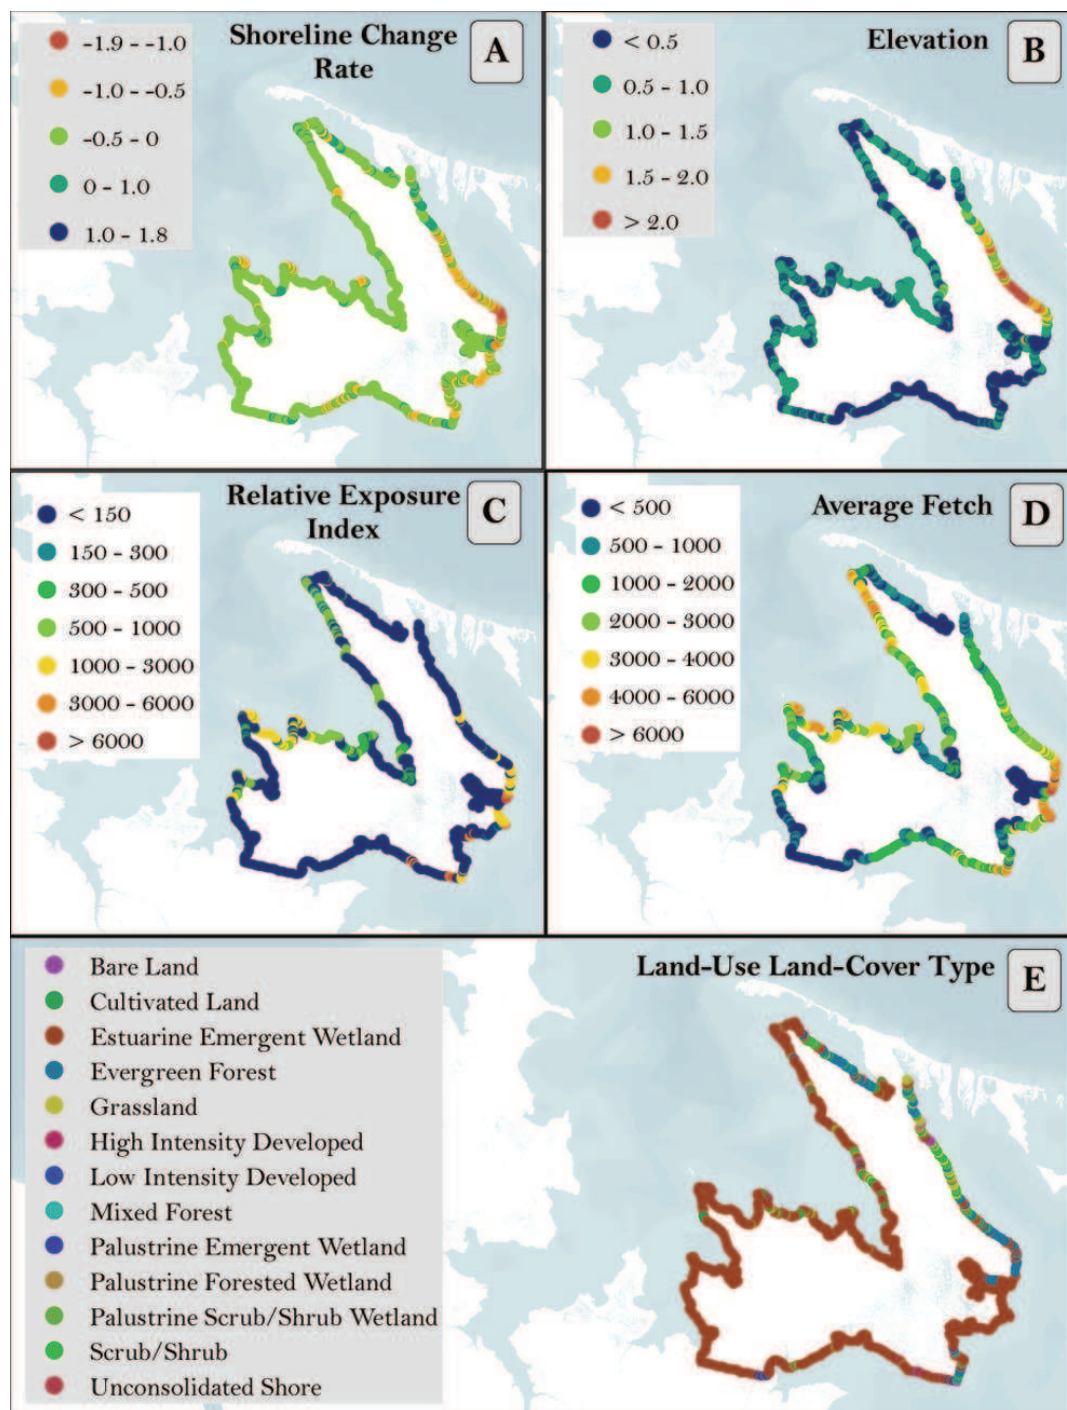 Shoreline Change
Rate
A
-1.9 - -1.0
-1.0 - -0.5
-0.5 - 0
0 - 1.0
1.0 - 1.8
Elevation
B
< 0.5
0.5 - 1.0
1.0 - 1.5
1.5 - 2.0
> 2.0
Relative Exposure
Index
C
< 150
150 - 300
300 - 500
500 - 1000
1000 - 3000
3000 - 6000
> 6000
Average Fetch
D
< 500
500 - 1000
1000 - 2000
2000 - 3000
3000 - 4000
4000 - 6000
> 6000
Land-Use Land-Cover Type
E
Bare Land
Cultivated Land
Estuarine Emergent Wetland
Evergreen Forest
Grassland
High Intensity Developed
Low Intensity Developed
Mixed Forest
Palustrine Emergent Wetland
Palustrine Forested Wetland
Palustrine Scrub/Shrub Wetland
Scrub/Shrub
Unconsolidated Shore